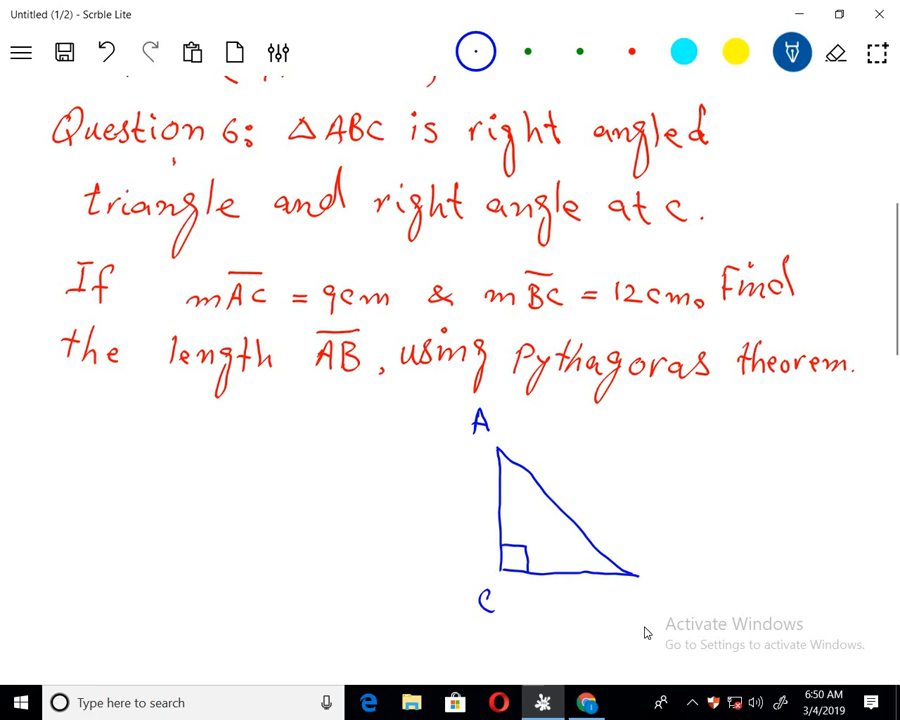 Untitled (1/2) - Scrble Lite
Question 6: △ABC is right angled
triangle and right angle at c.
If mAC = 9cm & mBC = 12cm. Find
the length AB, using Pythagoras theorem.
A
C
Activate Windows
Go to Settings to activate Windows.
Type here to search
6:50 AM
3/4/2019